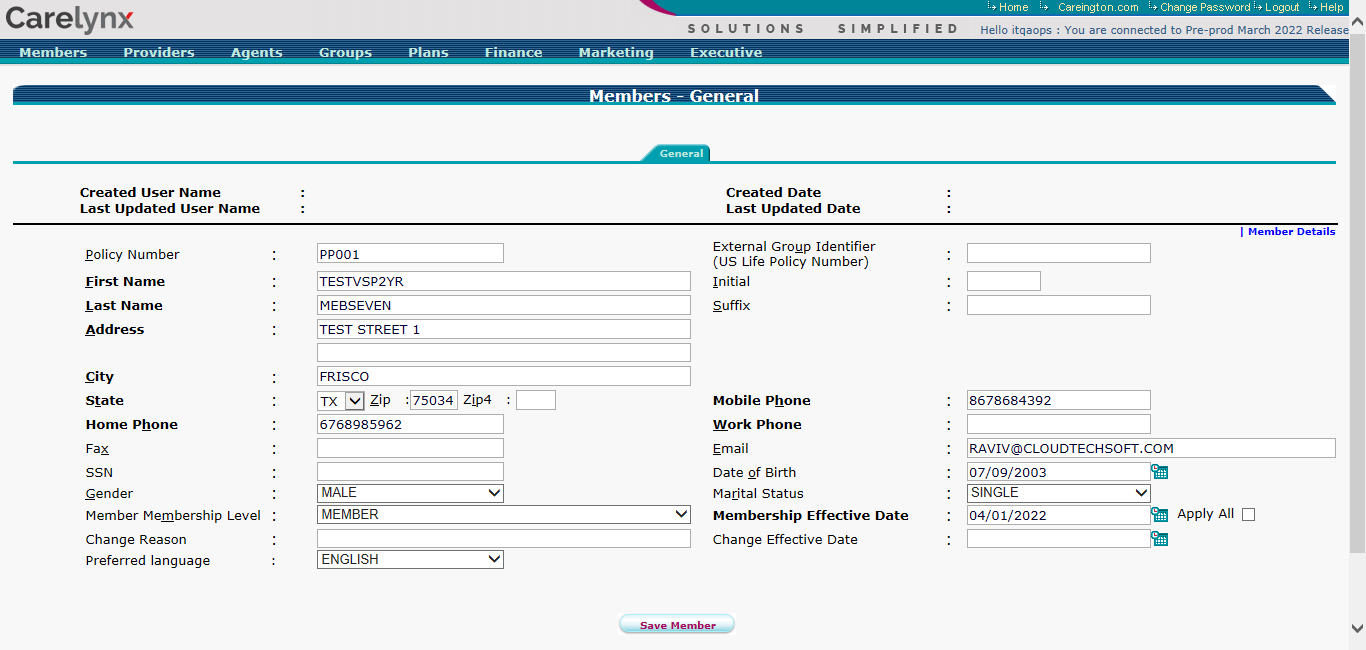 Carelynx
Home Careington.com Change Password Logout Help
SOLUTIONS SIMPLIFIED
Hello itqaops : You are connected to Pre-prod March 2022 Release
Members Providers Agents Groups Plans Finance Marketing Executive
Members - General
General
Created User Name : Created Date :
Last Updated User Name : Last Updated Date :
| Member Details
Policy Number : PP001 External Group Identifier
(US Life Policy Number) :
First Name : TESTVSP2YR Initial :
Last Name : MEBSEVEN Suffix :
Address : TEST STREET 1
City : FRISCO
State : TX Zip : 75034 Zip4 : Mobile Phone : 8678684392
Home Phone : 6768985962 Work Phone :
Fax : Email : RAVIV@CLOUDTECHSOFT.COM
SSN : Date of Birth : 07/09/2003
Gender : MALE Marital Status : SINGLE
Member Membership Level : MEMBER Membership Effective Date : 04/01/2022 Apply All
Change Reason : Change Effective Date :
Preferred language : ENGLISH
Save Member